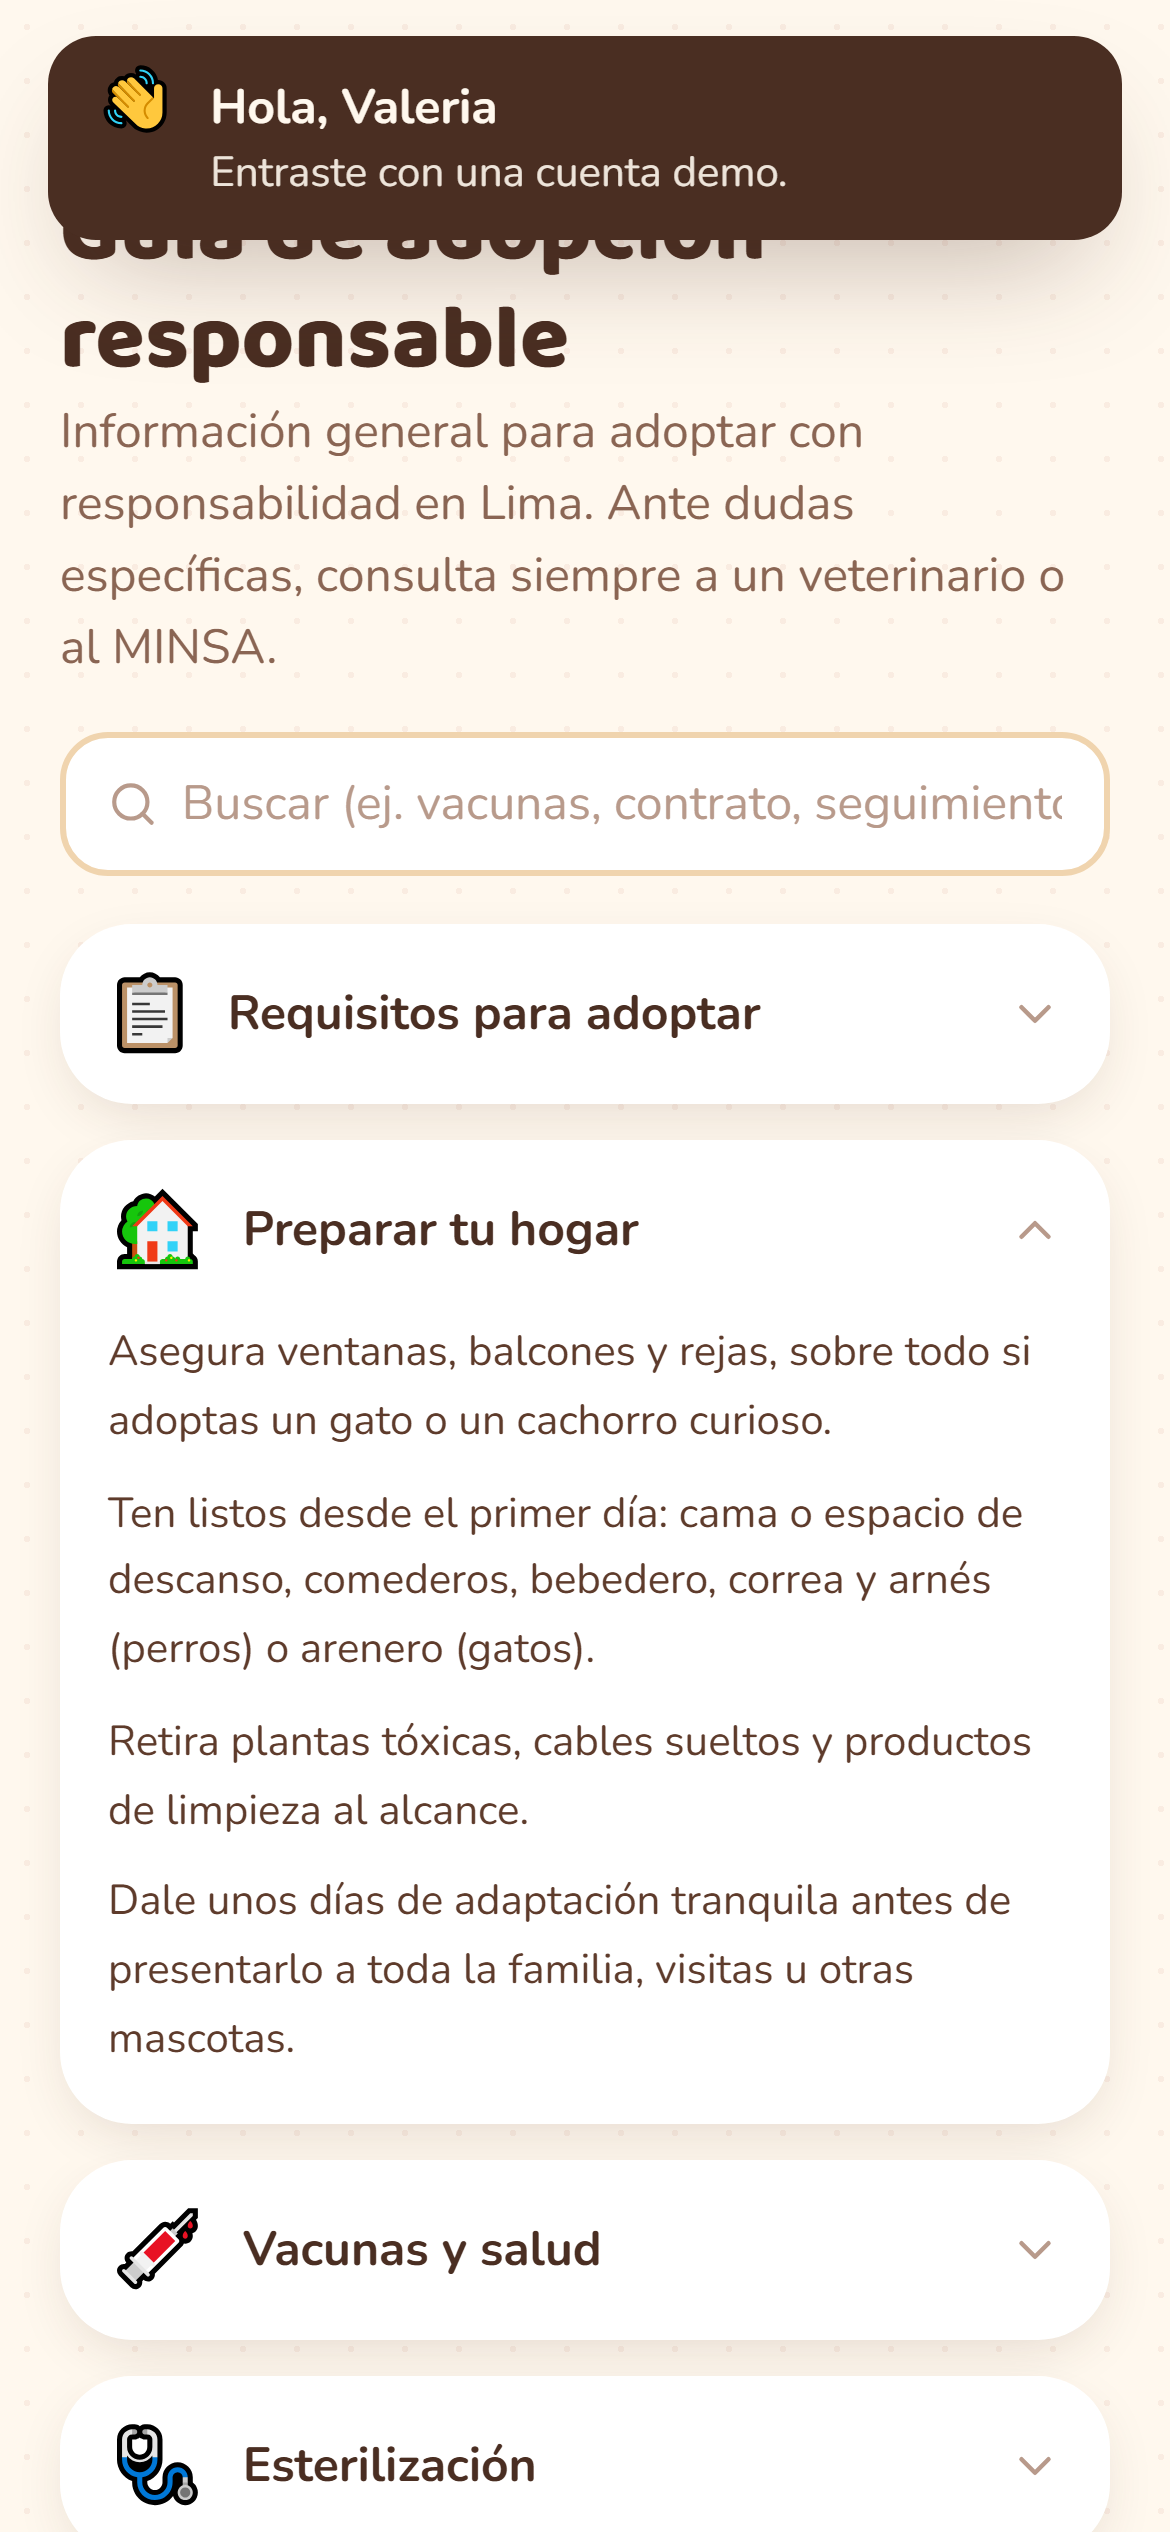 Hola, Valeria
Entraste con una cuenta demo.
Guía de adopción
responsable
Información general para adoptar con
responsabilidad en Lima. Ante dudas
específicas, consulta siempre a un veterinario o
al MINSA.
Buscar (ej. vacunas, contrato, seguimiento
Requisitos para adoptar
Preparar tu hogar
Asegura ventanas, balcones y rejas, sobre todo si
adoptas un gato o un cachorro curioso.
Ten listos desde el primer día: cama o espacio de
descanso, comederos, bebedero, correa y arnés
(perros) o arenero (gatos).
Retira plantas tóxicas, cables sueltos y productos
de limpieza al alcance.
Dale unos días de adaptación tranquila antes de
presentarlo a toda la familia, visitas u otras
mascotas.
Vacunas y salud
Esterilización